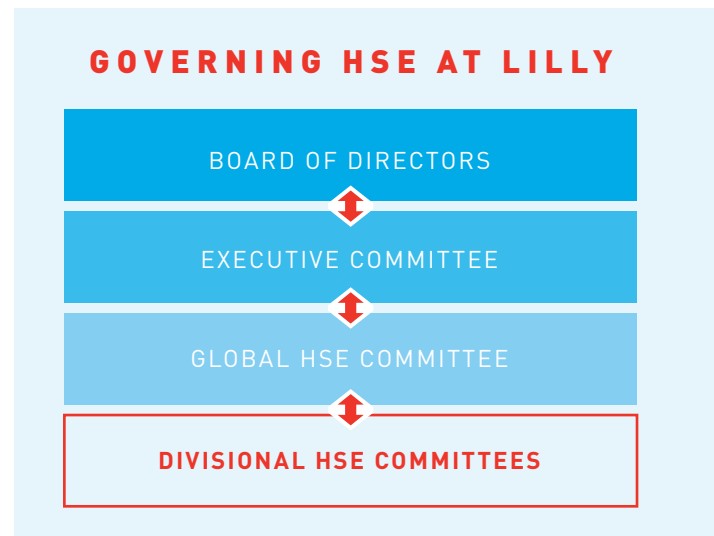 GOVERNING HSE AT LILLY
BOARD OF DIRECTORS
EXECUTIVE COMMITTEE
GLOBAL HSE COMMITTEE
DIVISIONAL HSE COMMITTEES